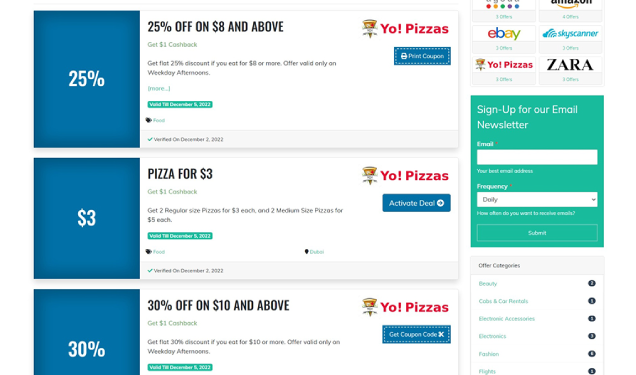 25% OFF ON $8 AND ABOVE
Yo! Pizzas
Get $1 Cashback
Print Coupon
25%
Get flat 25% discount if you eat for $8 or more. Offer valid only on
Weekday Afternoons.
(more...)
Valid Till December 5, 2022
Food
Verified On December 2, 2022
PIZZA FOR $3
Yo! Pizzas
Get $1 Cashback
Activate Deal
$3
Get 2 Regular size Pizzas for $3 each, and 2 Medium Size Pizzas for
$5 each.
Valid Till December 5, 2022
Food
Dubai
Verified On December 2, 2022
30% OFF ON $10 AND ABOVE
Yo! Pizzas
Get $1 Cashback
Get Coupon Code
30%
Get flat 30% discount if you eat for $10 or more. Offer valid only on
Weekday Afternoons.
Valid Till December 5, 2022
amazon
3 Offers
4 Offers
ebay
skyscanner
3 Offers
3 Offers
Yo! Pizzas
ZARA
3 Offers
3 Offers
Sign-Up for our Email
Newsletter
Email *
Your best email address
Frequency *
Daily
How often do you want to receive emails?
Submit
Offer Categories
Beauty
Cabs & Car Rentals
Electronic Accessories
Electronics
Fashion
Flights